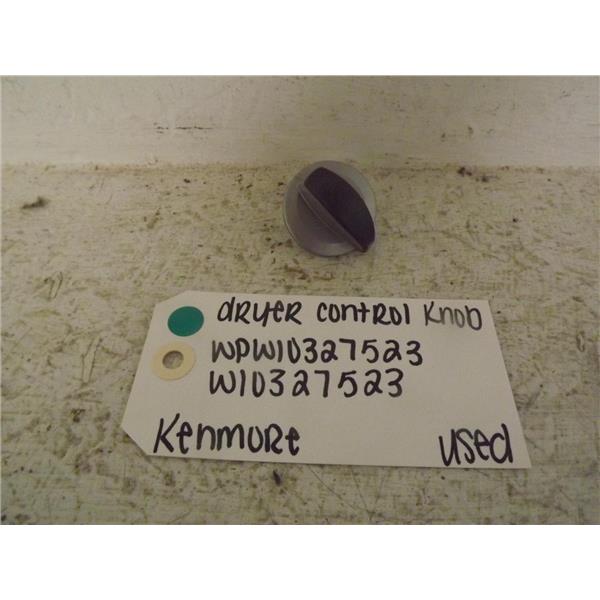 dryer control Knob
WPW10327523
W10327523
Kenmore used